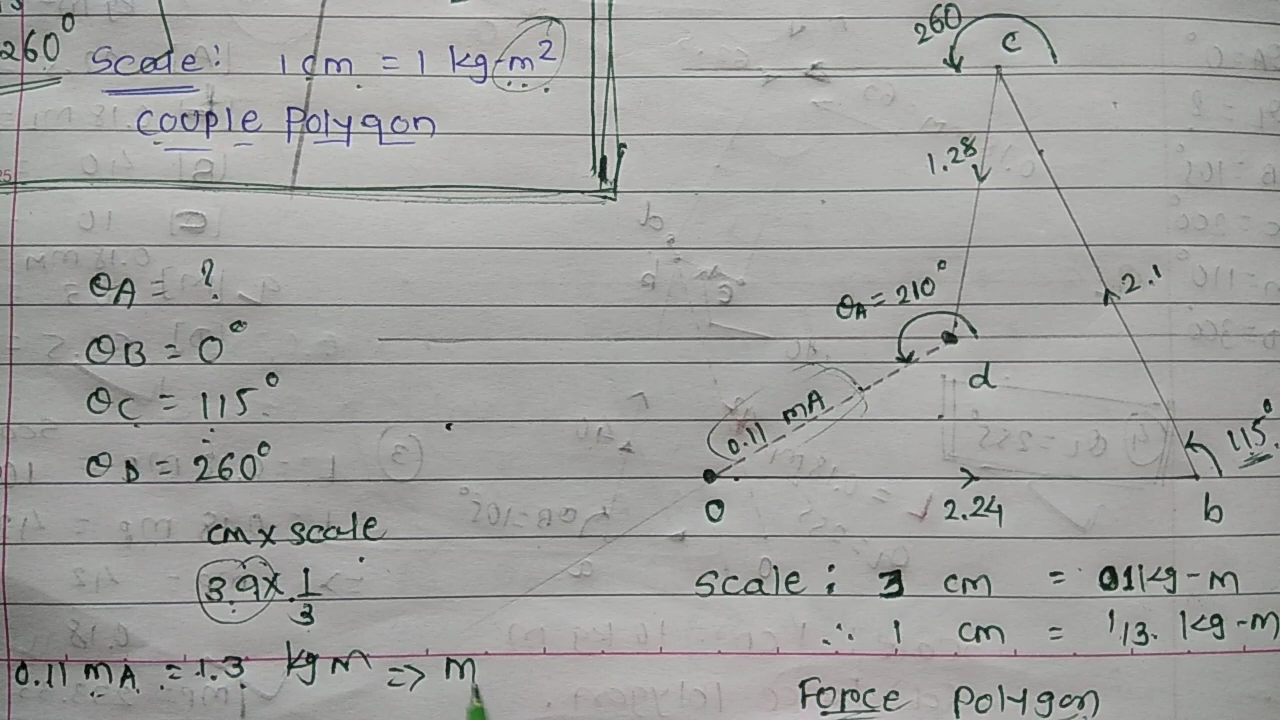 260°
Scale: 1 cm = 1 kg-m²
Couple Polygon
θA = ?
θB = 0°
θC = 115°
θD = 260°
cm x scale
3.9 x 1/3
0.11 mA = 1.3 kg m => m
260
c
1.28
2.1
θA = 210°
d
0.11 mA
115°
O
2.24
b
Scale: 3 cm = 01 kg-m
∴ 1 cm = 1/3. kg-m
Force Polygon